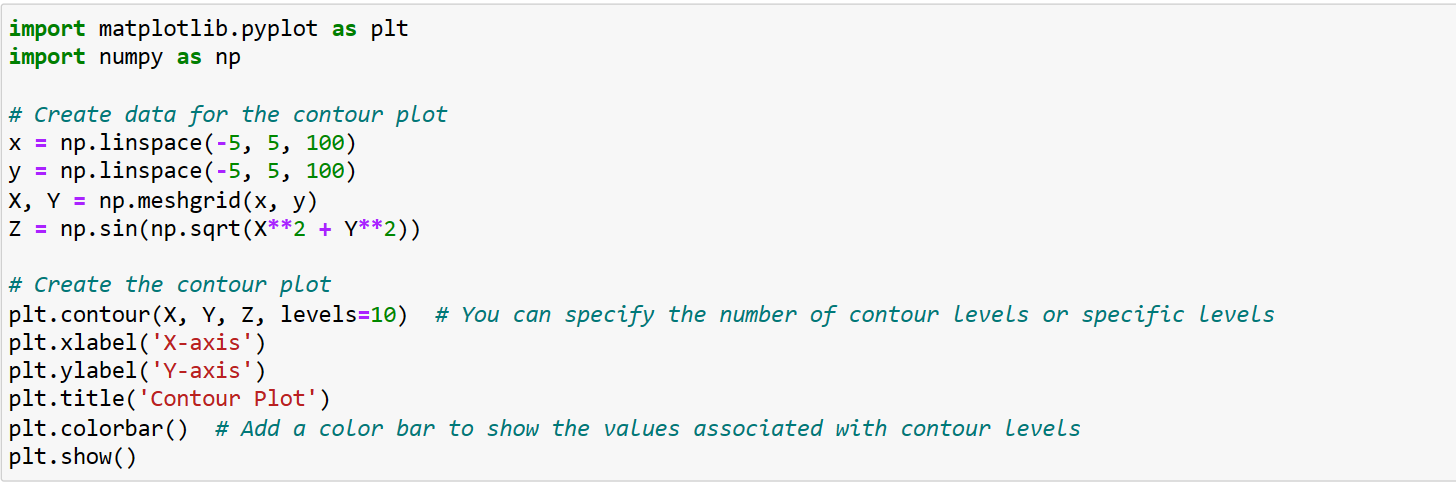 import matplotlib.pyplot as plt
import numpy as np
# Create data for the contour plot
x = np.linspace(-5, 5, 100)
y = np.linspace(-5, 5, 100)
X, Y = np.meshgrid(x, y)
Z = np.sin(np.sqrt(X**2 + Y**2))
# Create the contour plot
plt.contour(X, Y, Z, levels=10)  # You can specify the number of contour levels or specific levels
plt.xlabel('X-axis')
plt.ylabel('Y-axis')
plt.title('Contour Plot')
plt.colorbar()  # Add a color bar to show the values associated with contour levels
plt.show()